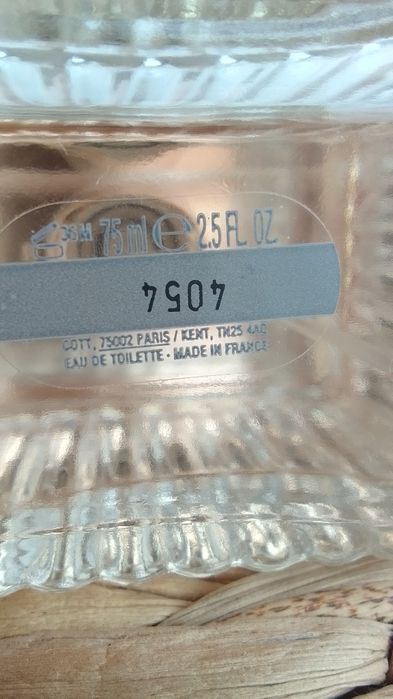 36M 75 ml e 2.5 FL. OZ.
4054
COTY, 75002 PARIS / KENT, TN25 4AQ
EAU DE TOILETTE • MADE IN FRANCE